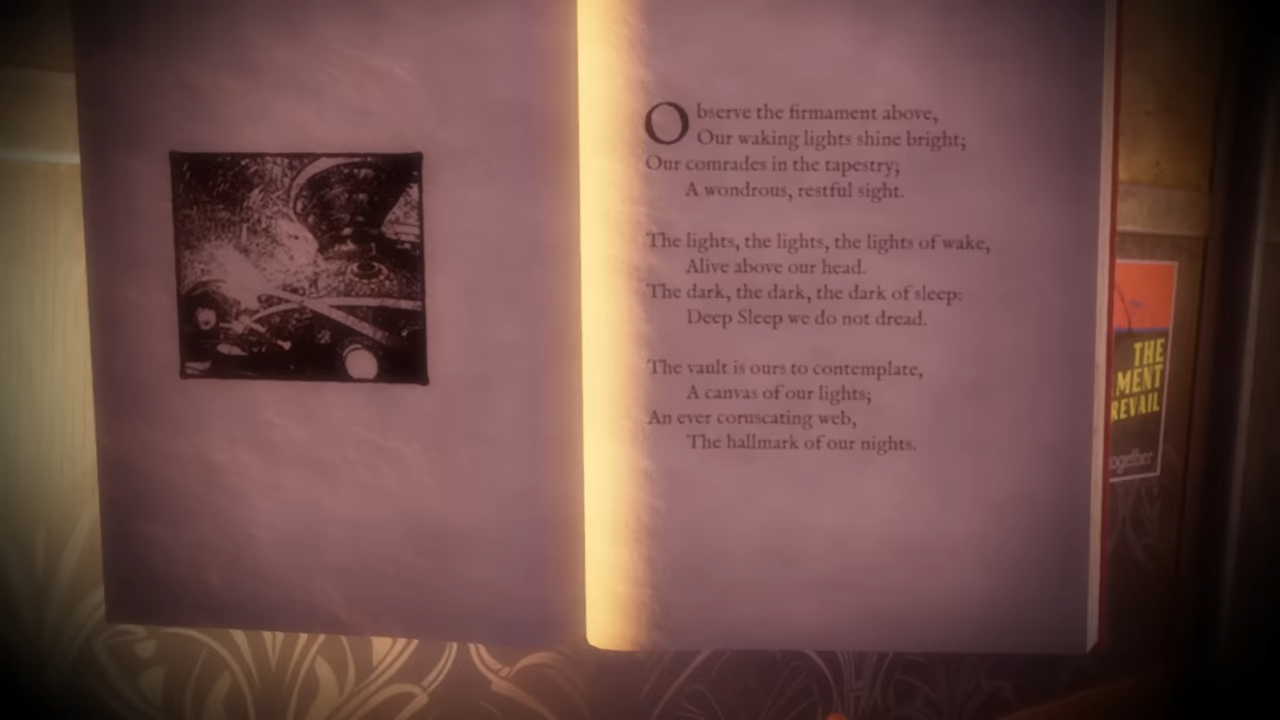 Observe the firmament above,
Our waking lights shine bright;
Our comrades in the tapestry;
A wondrous, restful sight.
The lights, the lights, the lights of wake,
Alive above our head.
The dark, the dark, the dark of sleep:
Deep Sleep we do not dread.
The vault is ours to contemplate,
A canvas of our lights;
An ever coruscating web,
The hallmark of our nights.
THE
MENT
REVAIL
ogether